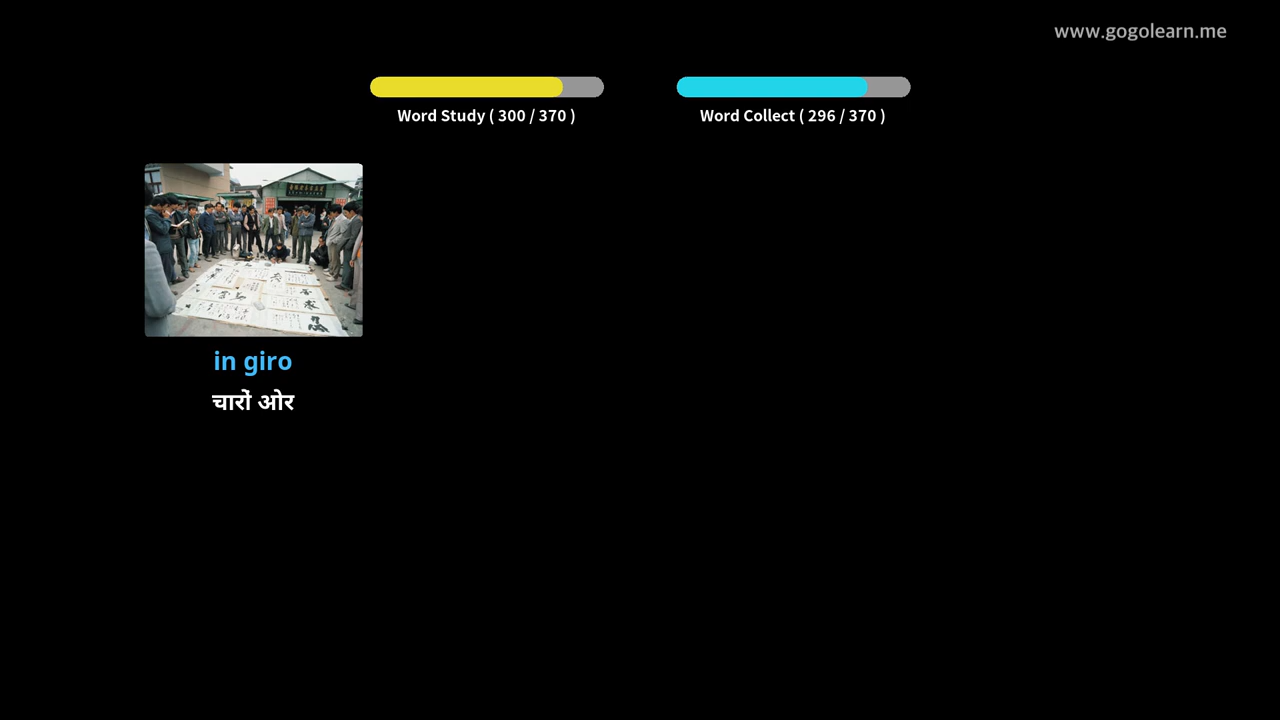 www.gogolearn.me
Word Study ( 300 / 370 )
Word Collect ( 296 / 370 )
in giro
चारों ओर